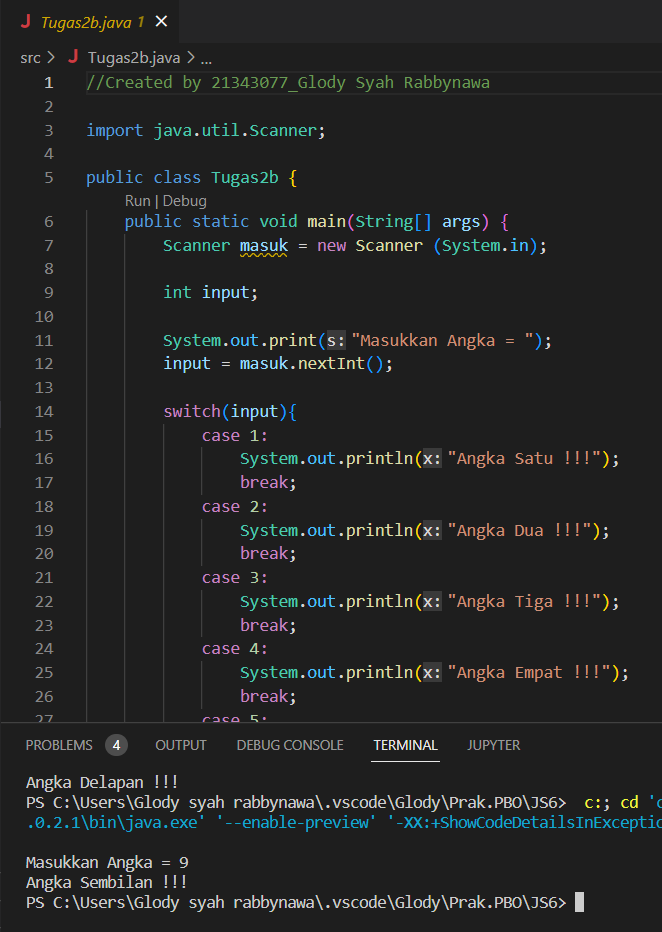 J Tugas2b.java 1 ×
src > J Tugas2b.java > ...
1 //Created by 21343077_Glody Syah Rabbynawa
2
3 import java.util.Scanner;
4
5 public class Tugas2b {
Run | Debug
6 public static void main(String[] args) {
7 Scanner masuk = new Scanner (System.in);
8
9 int input;
10
11 System.out.print(s: "Masukkan Angka = ");
12 input = masuk.nextInt();
13
14 switch(input){
15 case 1:
16 System.out.println(x: "Angka Satu !!!");
17 break;
18 case 2:
19 System.out.println(x: "Angka Dua !!!");
20 break;
21 case 3:
22 System.out.println(x: "Angka Tiga !!!");
23 break;
24 case 4:
25 System.out.println(x: "Angka Empat !!!");
26 break;
27 case 5:
PROBLEMS 4 OUTPUT DEBUG CONSOLE TERMINAL JUPYTER
Angka Delapan !!!
PS C:\Users\Glody syah rabbynawa\.vscode\Glody\Prak.PBO\JS6> c:; cd 'c
.0.2.1\bin\java.exe' '--enable-preview' '-XX:+ShowCodeDetailsInExceptio
Masukkan Angka = 9
Angka Sembilan !!!
PS C:\Users\Glody syah rabbynawa\.vscode\Glody\Prak.PBO\JS6>